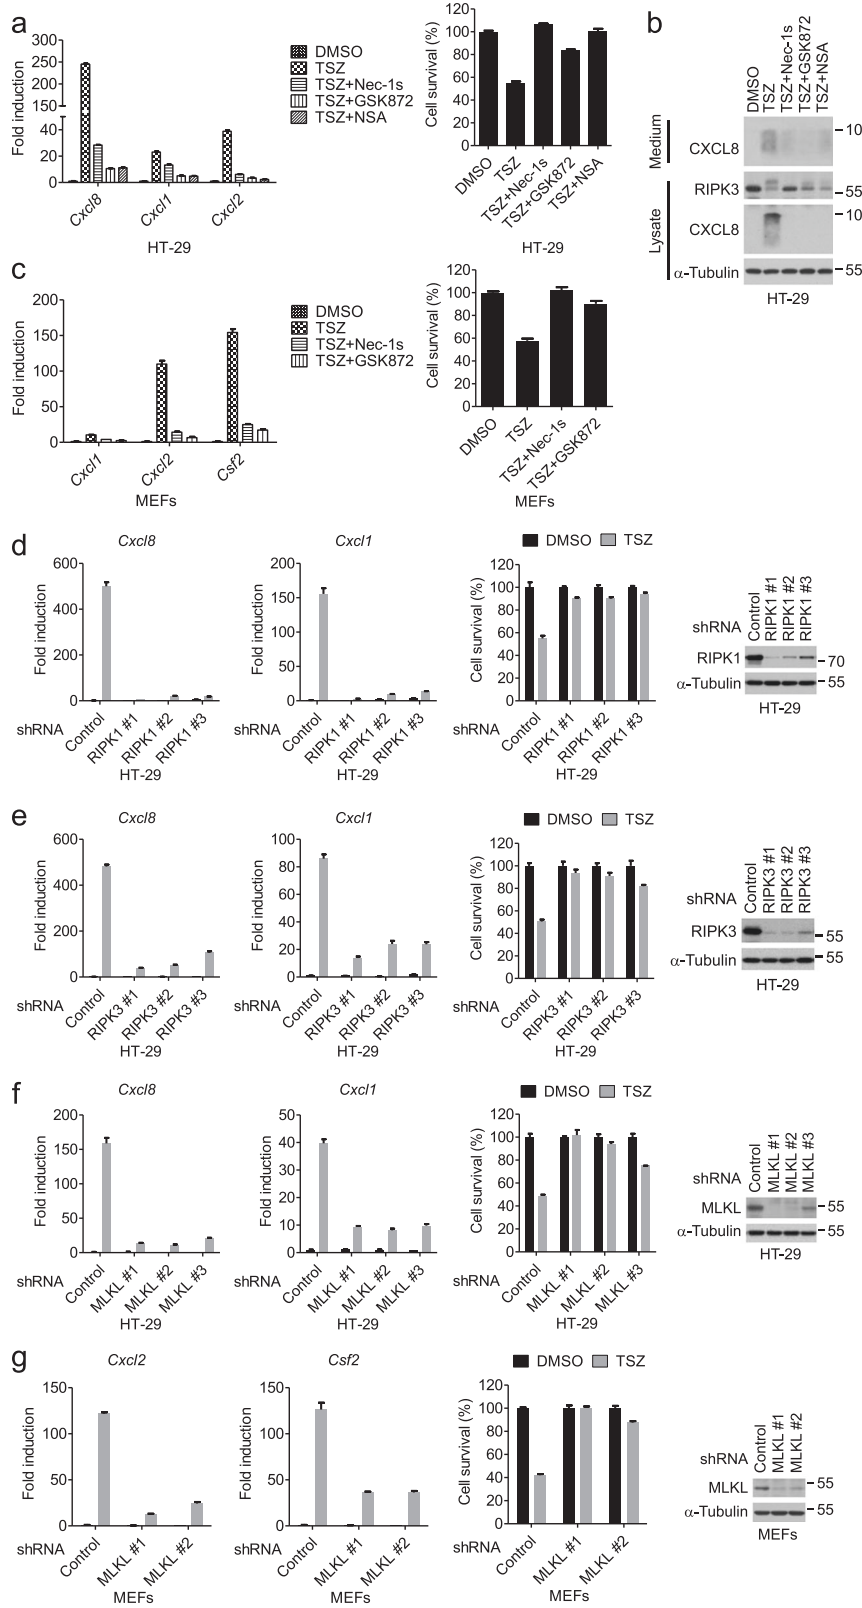 a
Fold induction
300
250
200
150
100
40
20
0
Cxcl8
Cxcl1
Cxcl2
HT-29
DMSO
TSZ
TSZ+Nec-1s
TSZ+GSK872
TSZ+NSA
Cell survival (%)
120
100
80
60
40
20
0
DMSO
TSZ
TSZ+Nec-1s
TSZ+GSK872
TSZ+NSA
HT-29
b
DMSO
TSZ
TSZ+Nec-1s
TSZ+GSK872
TSZ+NSA
Medium
CXCL8
10
Lysate
RIPK3
55
CXCL8
10
α-Tubulin
55
HT-29
c
Fold induction
200
150
100
50
0
Cxcl1
Cxcl2
Csf2
MEFs
DMSO
TSZ
TSZ+Nec-1s
TSZ+GSK872
Cell survival (%)
120
100
80
60
40
20
0
DMSO
TSZ
TSZ+Nec-1s
TSZ+GSK872
MEFs
d
Cxcl8
Fold induction
600
400
200
0
shRNA
Control
RIPK1 #1
RIPK1 #2
RIPK1 #3
HT-29
Cxcl1
Fold induction
200
150
100
50
0
Control
RIPK1 #1
RIPK1 #2
RIPK1 #3
HT-29
DMSO TSZ
Cell survival (%)
120
100
80
60
40
20
0
shRNA
Control
RIPK1 #1
RIPK1 #2
RIPK1 #3
HT-29
shRNA
Control
RIPK1 #1
RIPK1 #2
RIPK1 #3
RIPK1
70
α-Tubulin
55
HT-29
e
Cxcl8
Fold induction
600
400
200
0
shRNA
Control
RIPK3 #1
RIPK3 #2
RIPK3 #3
HT-29
Cxcl1
Fold induction
100
80
60
40
20
0
Control
RIPK3 #1
RIPK3 #2
RIPK3 #3
HT-29
DMSO TSZ
Cell survival (%)
120
100
80
60
40
20
0
shRNA
Control
RIPK3 #1
RIPK3 #2
RIPK3 #3
HT-29
shRNA
Control
RIPK3 #1
RIPK3 #2
RIPK3 #3
RIPK3
55
α-Tubulin
55
HT-29
f
Cxcl8
Fold induction
200
150
100
50
0
shRNA
Control
MLKL #1
MLKL #2
MLKL #3
HT-29
Cxcl1
Fold induction
50
40
30
20
10
0
Control
MLKL #1
MLKL #2
MLKL #3
HT-29
DMSO TSZ
Cell survival (%)
120
100
80
60
40
20
0
shRNA
Control
MLKL #1
MLKL #2
MLKL #3
HT-29
shRNA
Control
MLKL #1
MLKL #2
MLKL #3
MLKL
55
α-Tubulin
55
HT-29
g
Cxcl2
Fold induction
150
100
50
0
shRNA
Control
MLKL #1
MLKL #2
MEFs
Csf2
Fold induction
150
100
50
0
Control
MLKL #1
MLKL #2
MEFs
DMSO TSZ
Cell survival (%)
120
100
80
60
40
20
0
shRNA
Control
MLKL #1
MLKL #2
MEFs
shRNA
Control
MLKL #1
MLKL #2
MLKL
55
α-Tubulin
55
MEFs